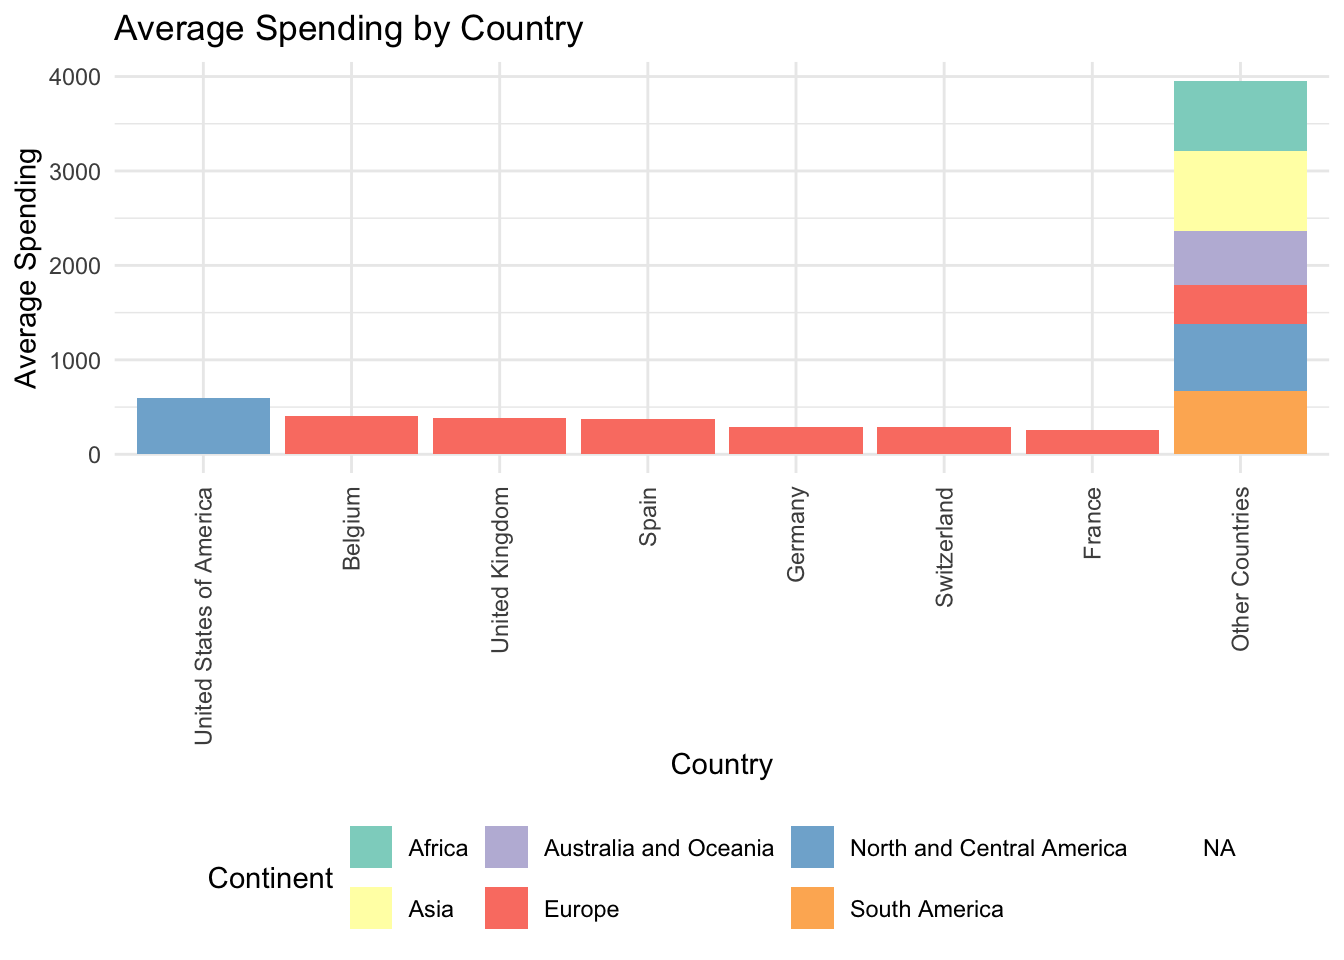 Average Spending by Country
Average Spending
4000
3000
2000
1000
0
United States of America
Belgium
United Kingdom
Spain
Germany
Switzerland
France
Other Countries
Country
Continent
Africa
Australia and Oceania
North and Central America
NA
Asia
Europe
South America